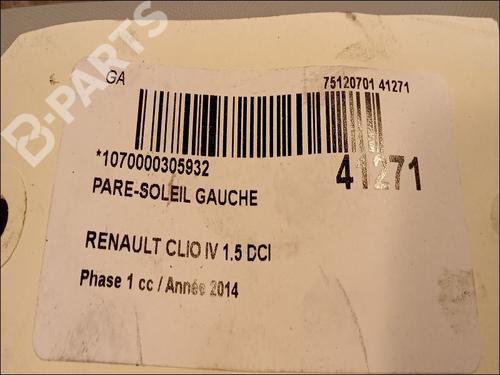 GA
75120701 41271
B-PARTS
*1070000305932
41271
PARE-SOLEIL GAUCHE
RENAULT CLIO IV 1.5 DCI
Phase 1 cc / Année 2014